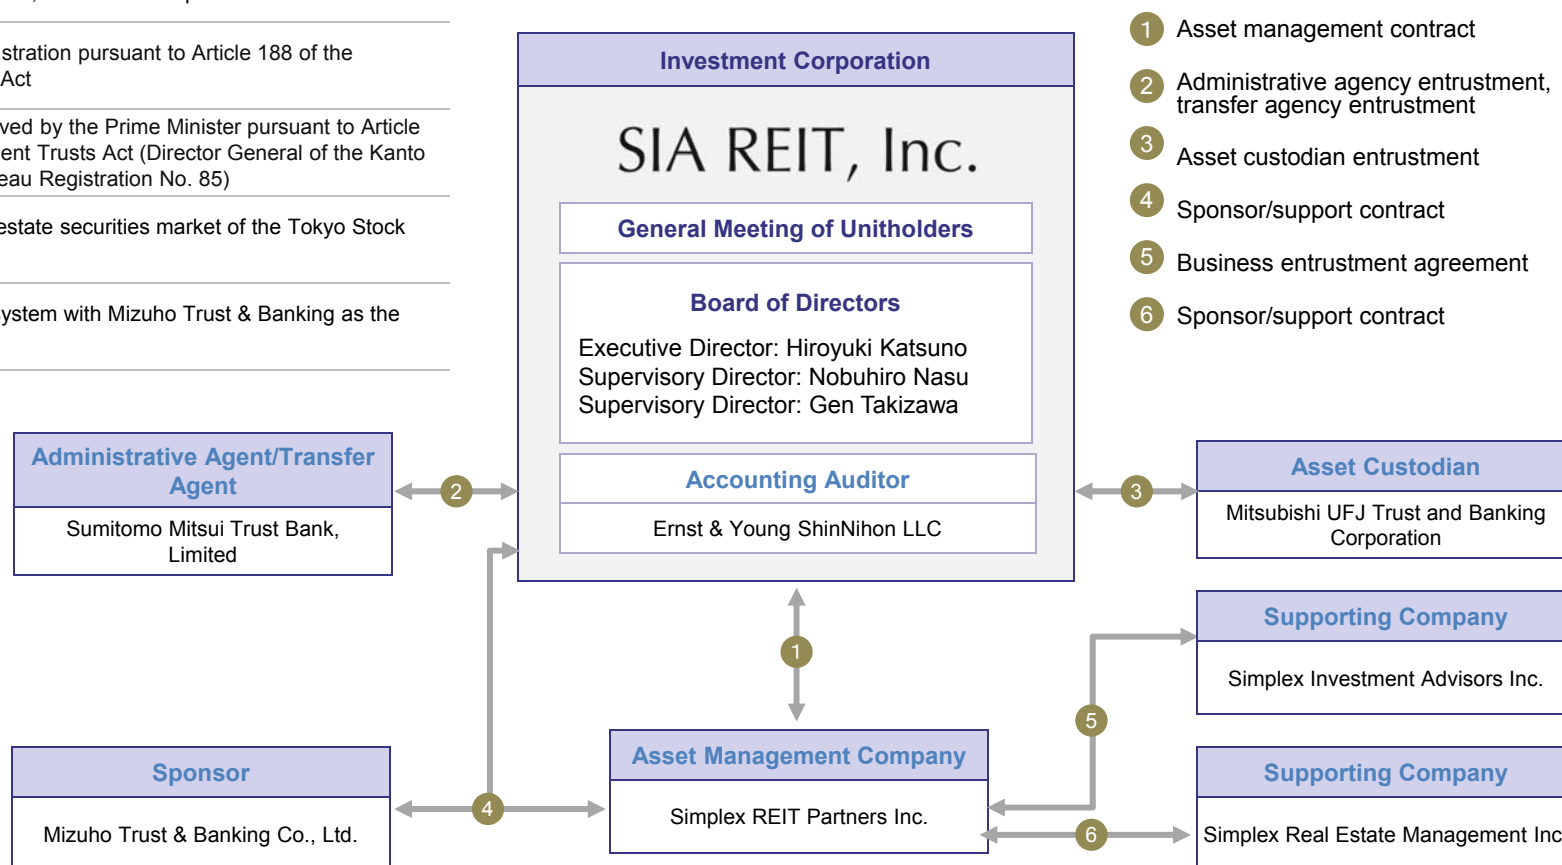 stration pursuant to Article 188 of the
Act
ved by the Prime Minister pursuant to Article
ent Trusts Act (Director General of the Kanto
eau Registration No. 85)
estate securities market of the Tokyo Stock
system with Mizuho Trust & Banking as the
Investment Corporation
SIA REIT, Inc.
General Meeting of Unitholders
Board of Directors
Executive Director: Hiroyuki Katsuno
Supervisory Director: Nobuhiro Nasu
Supervisory Director: Gen Takizawa
Accounting Auditor
Ernst & Young ShinNihon LLC
1 Asset management contract
2 Administrative agency entrustment,
transfer agency entrustment
3 Asset custodian entrustment
4 Sponsor/support contract
5 Business entrustment agreement
6 Sponsor/support contract
Administrative Agent/Transfer
Agent
Sumitomo Mitsui Trust Bank,
Limited
2
3
Asset Custodian
Mitsubishi UFJ Trust and Banking
Corporation
1
Supporting Company
Simplex Investment Advisors Inc.
5
Sponsor
Mizuho Trust & Banking Co., Ltd.
4
Asset Management Company
Simplex REIT Partners Inc.
6
Supporting Company
Simplex Real Estate Management Inc